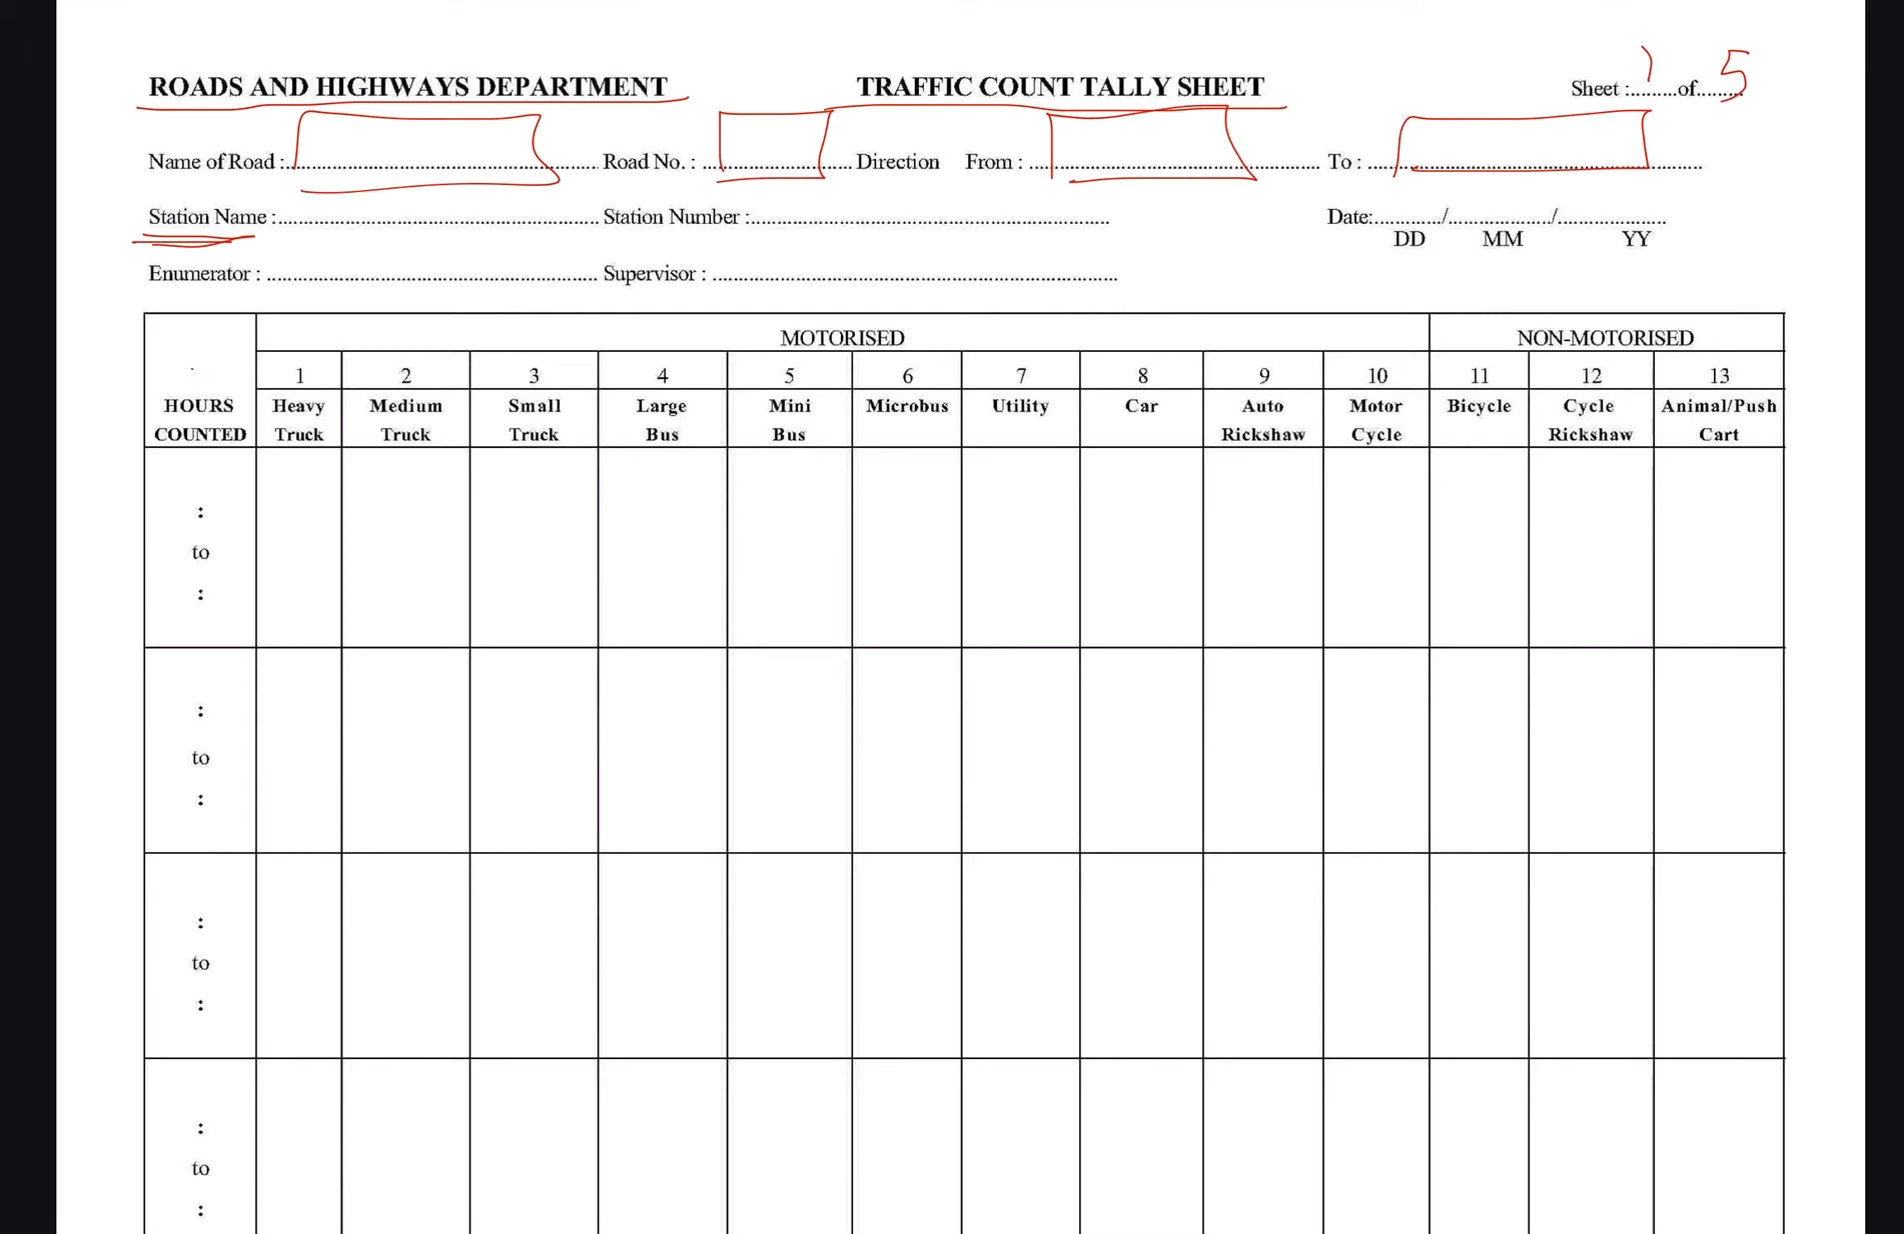 ROADS AND HIGHWAYS DEPARTMENT TRAFFIC COUNT TALLY SHEET Sheet :.........of.........
1 5
Name of Road :............................................................ Road No. : ............................. Direction From : ........................................................ To : .................................................................
Station Name :............................................................... Station Number :....................................................................... Date:............./..................../.....................
DD MM YY
Enumerator : ................................................................. Supervisor : ................................................................................
MOTORISED NON-MOTORISED
1 2 3 4 5 6 7 8 9 10 11 12 13
HOURS Heavy Medium Small Large Mini Microbus Utility Car Auto Motor Bicycle Cycle Animal/Push
COUNTED Truck Truck Truck Bus Bus Rickshaw Cycle Rickshaw Cart
:
to
:
:
to
:
:
to
:
:
to
: